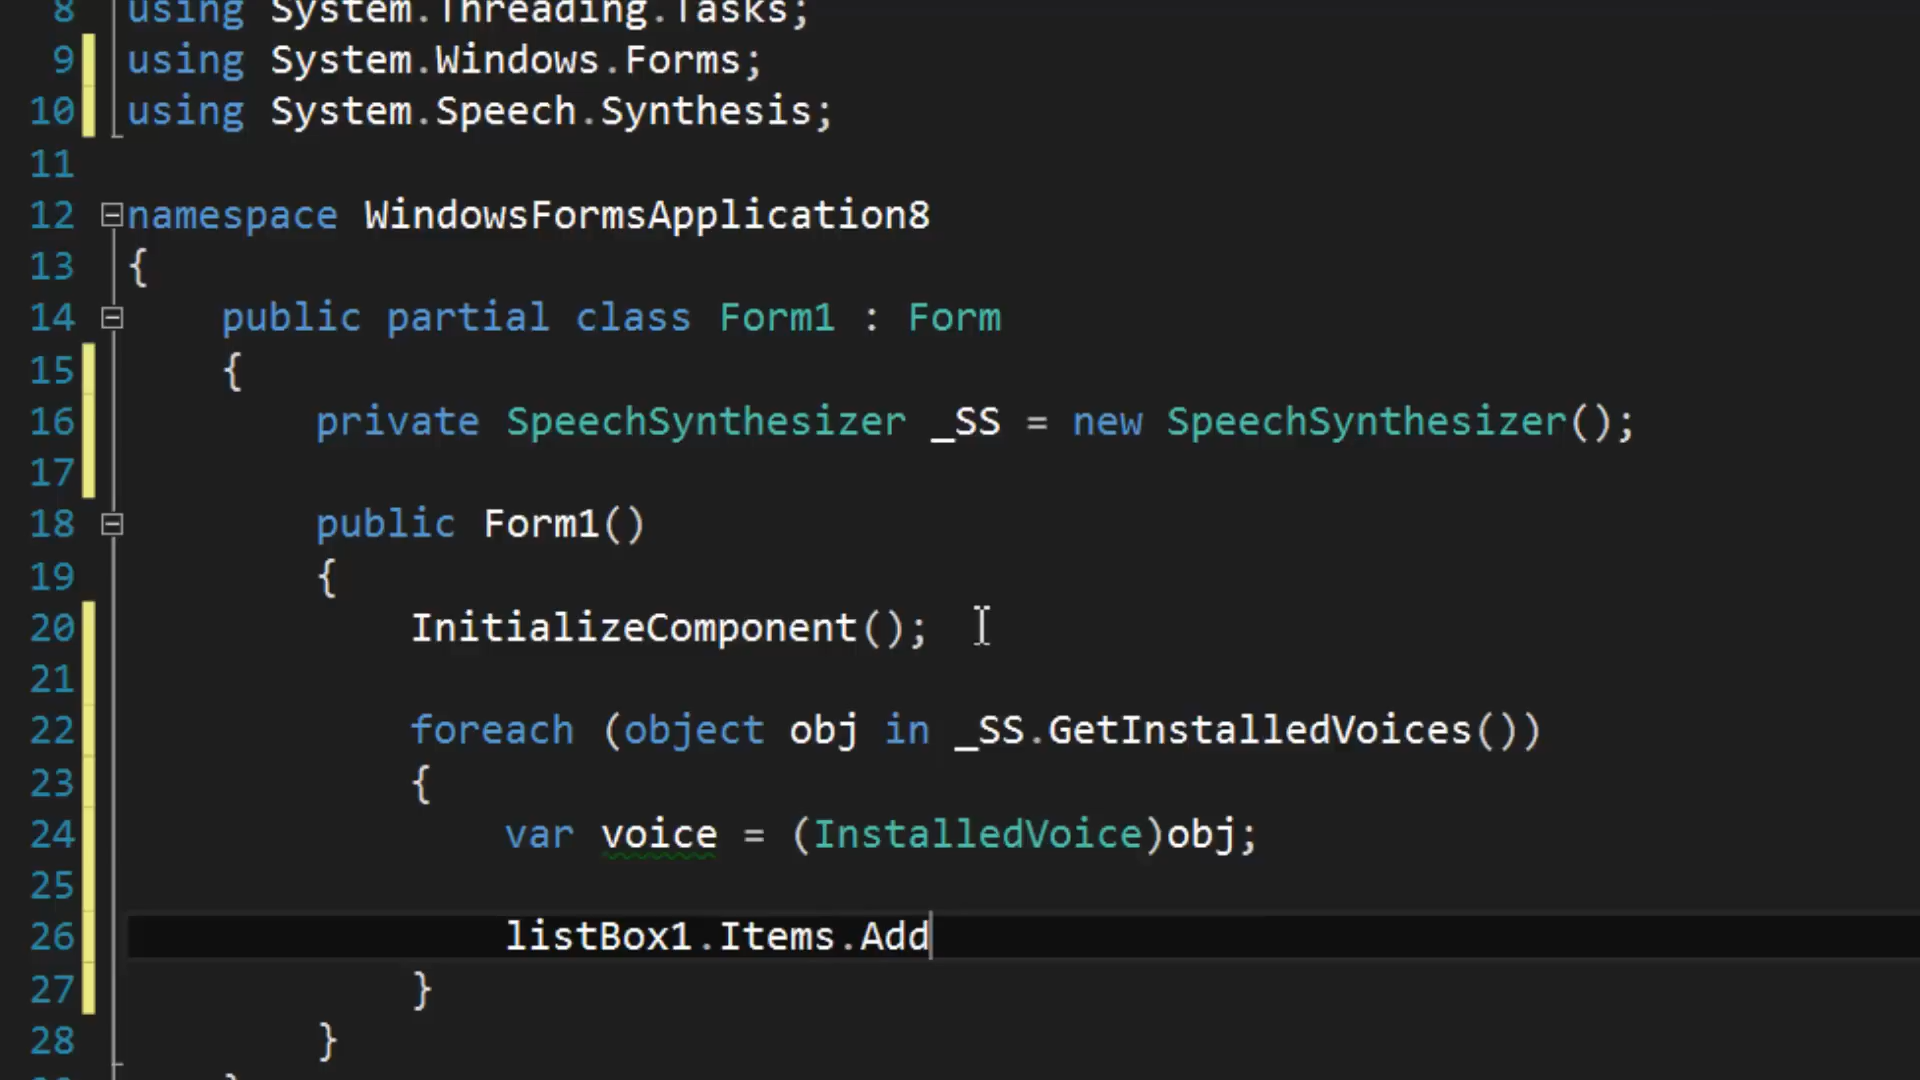 8 using System.Threading.Tasks;
9 using System.Windows.Forms;
10 using System.Speech.Synthesis;
11
12 namespace WindowsFormsApplication8
13 {
14 public partial class Form1 : Form
15 {
16 private SpeechSynthesizer _SS = new SpeechSynthesizer();
17
18 public Form1()
19 {
20 InitializeComponent();
21
22 foreach (object obj in _SS.GetInstalledVoices())
23 {
24 var voice = (InstalledVoice)obj;
25
26 listBox1.Items.Add
27 }
28 }